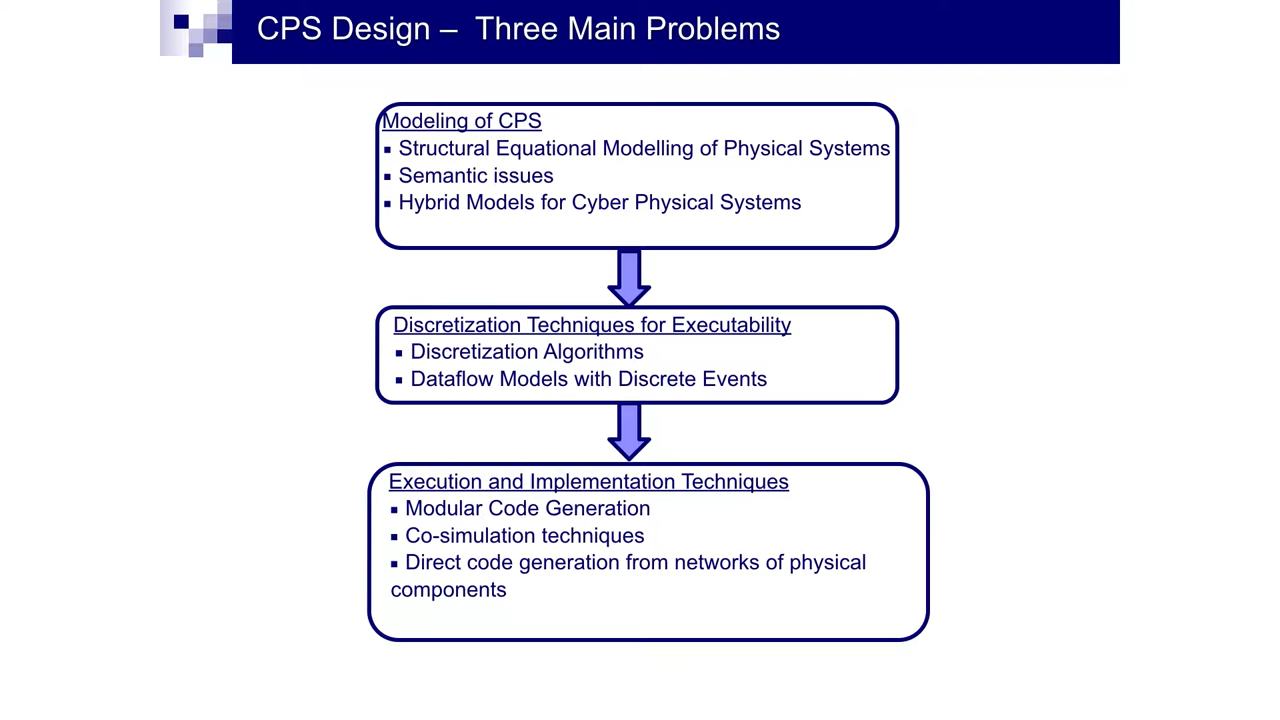 CPS Design – Three Main Problems
Modeling of CPS
▪ Structural Equational Modelling of Physical Systems
▪ Semantic issues
▪ Hybrid Models for Cyber Physical Systems
Discretization Techniques for Executability
▪ Discretization Algorithms
▪ Dataflow Models with Discrete Events
Execution and Implementation Techniques
▪ Modular Code Generation
▪ Co-simulation techniques
▪ Direct code generation from networks of physical
components